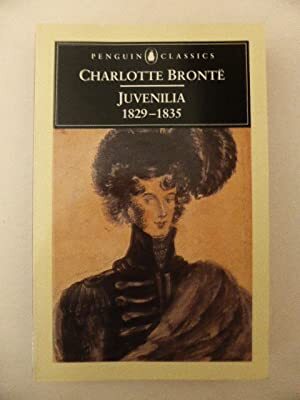 PENGUIN CLASSICS
CHARLOTTE BRONTË
JUVENILIA
1829–1835